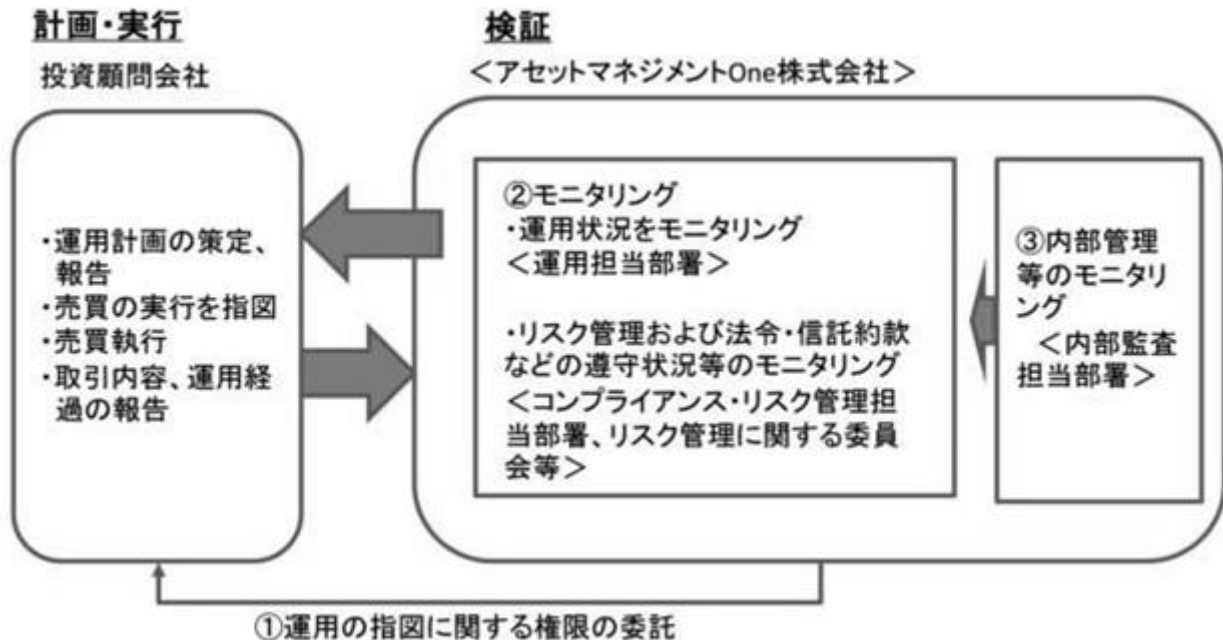 計画・実行
投資顧問会社
・運用計画の策定、
報告
・売買の実行を指図
・売買執行
・取引内容、運用経
過の報告
検証
＜アセットマネジメントOne株式会社＞
②モニタリング
・運用状況をモニタリング
＜運用担当部署＞
・リスク管理および法令・信託約款
などの遵守状況等のモニタリング
＜コンプライアンス・リスク管理担
当部署、リスク管理に関する委員
会等＞
③内部管理
等のモニタリ
ング
＜内部監査
担当部署＞
①運用の指図に関する権限の委託